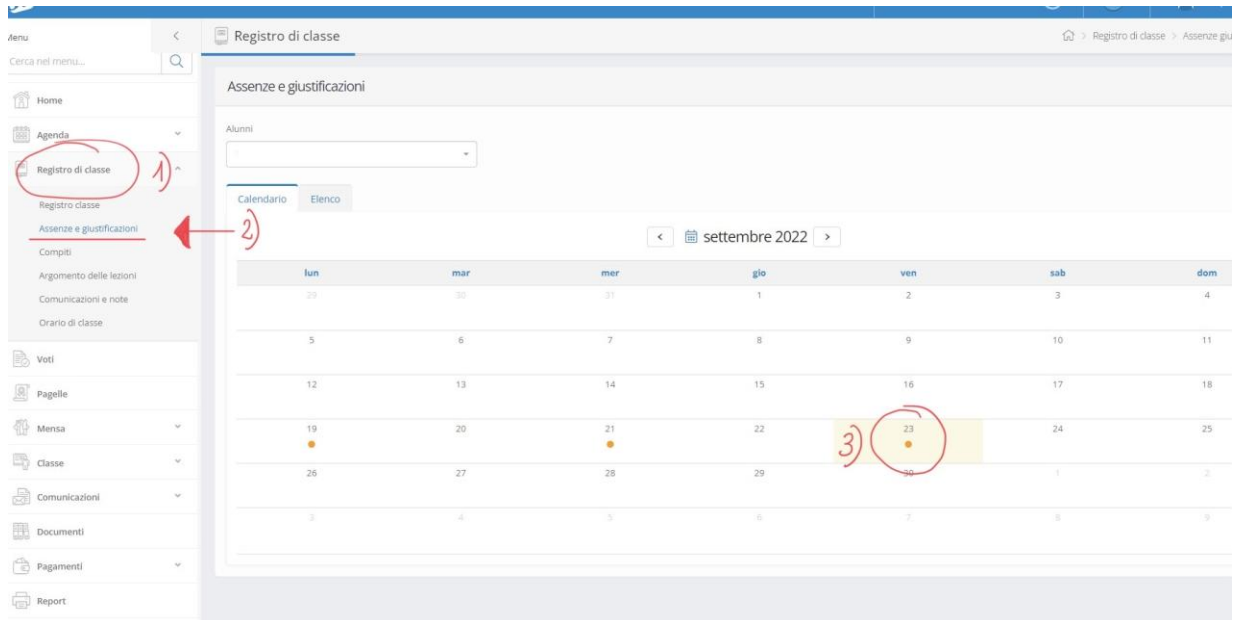 Menu
Cerca nel menu...
Home
Agenda
Registro di classe 1)
Registro classe
Assenze e giustificazioni 2)
Compiti
Argomento delle lezioni
Comunicazioni e note
Orario di classe
Voti
Pagelle
Mensa
Classe
Comunicazioni
Documenti
Pagamenti
Report
Registro di classe
> Registro di classe > Assenze giu
Assenze e giustificazioni
Alunni
Calendario Elenco
< settembre 2022 >
lun mar mer gio ven sab dom
29 30 31 1 2 3 4
5 6 7 8 9 10 11
12 13 14 15 16 17 18
19 20 21 22 3) 23 24 25
26 27 28 29 30 1 2
3 4 5 6 7 8 9